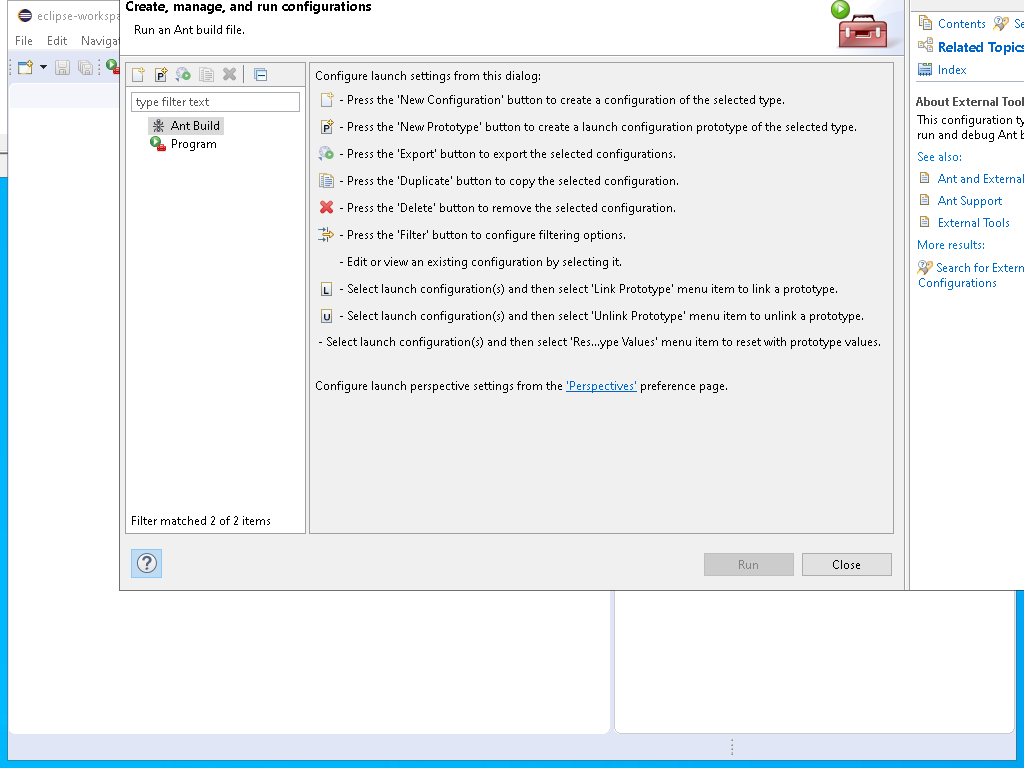 eclipse-workspa
File Edit Naviga
Create, manage, and run configurations
Run an Ant build file.
type filter text
Ant Build
Program
Filter matched 2 of 2 items
Configure launch settings from this dialog:
- Press the 'New Configuration' button to create a configuration of the selected type.
P - Press the 'New Prototype' button to create a launch configuration prototype of the selected type.
- Press the 'Export' button to export the selected configurations.
- Press the 'Duplicate' button to copy the selected configuration.
- Press the 'Delete' button to remove the selected configuration.
- Press the 'Filter' button to configure filtering options.
- Edit or view an existing configuration by selecting it.
L - Select launch configuration(s) and then select 'Link Prototype' menu item to link a prototype.
U - Select launch configuration(s) and then select 'Unlink Prototype' menu item to unlink a prototype.
- Select launch configuration(s) and then select 'Res...ype Values' menu item to reset with prototype values.
Configure launch perspective settings from the 'Perspectives' preference page.
? Run Close
Contents Se
Related Topics
Index
About External Tool
This configuration ty
run and debug Ant b
See also:
Ant and External
Ant Support
External Tools
More results:
Search for Extern
Configurations